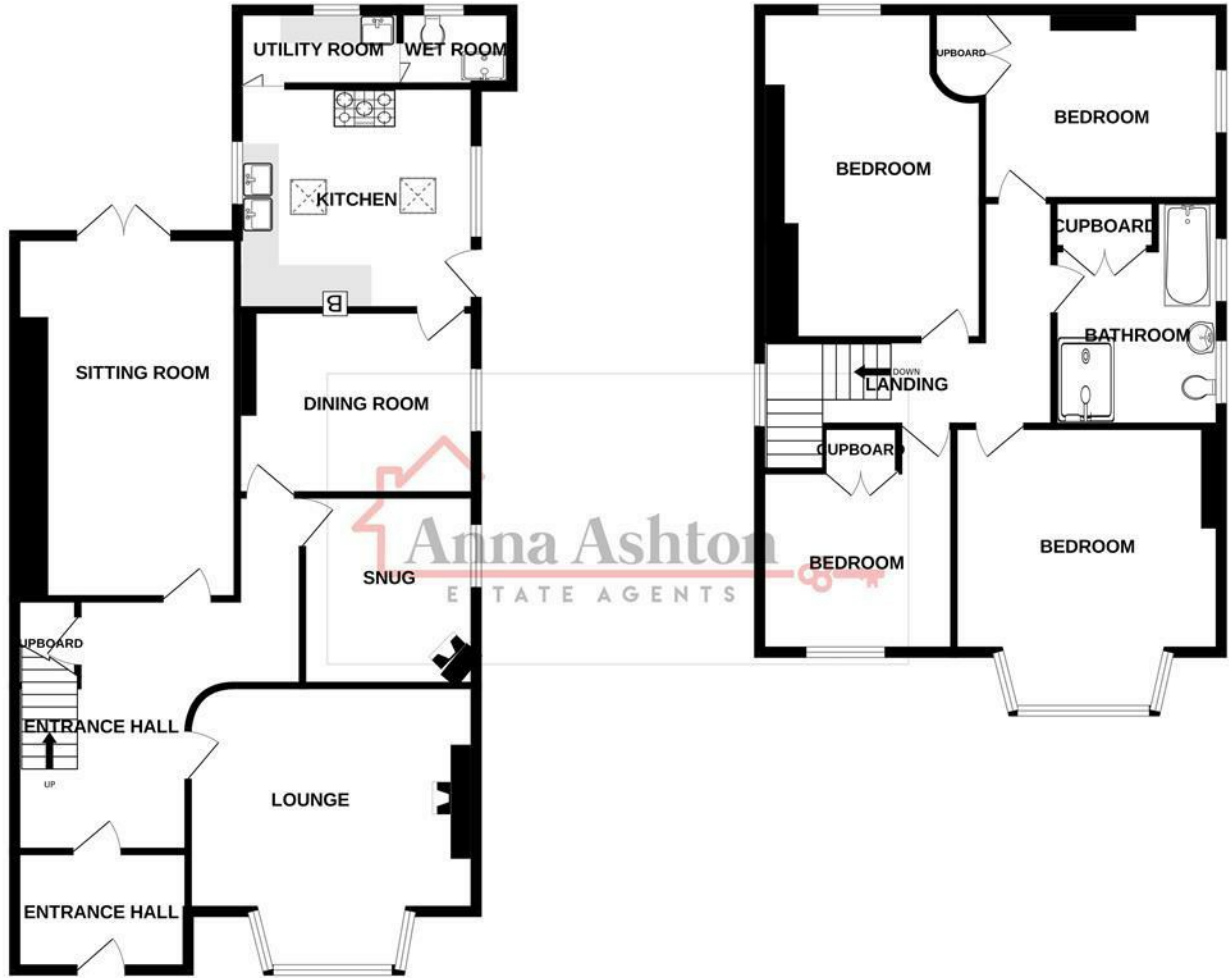 UTILITY ROOM
WET ROOM
KITCHEN
B
SITTING ROOM
DINING ROOM
SNUG
UPBOARD
ENTRANCE HALL
UP
LOUNGE
ENTRANCE HALL
UPBOARD
BEDROOM
BEDROOM
CUPBOARD
BATHROOM
DOWN
LANDING
CUPBOARD
BEDROOM
BEDROOM
Anna Ashton
ESTATE AGENTS